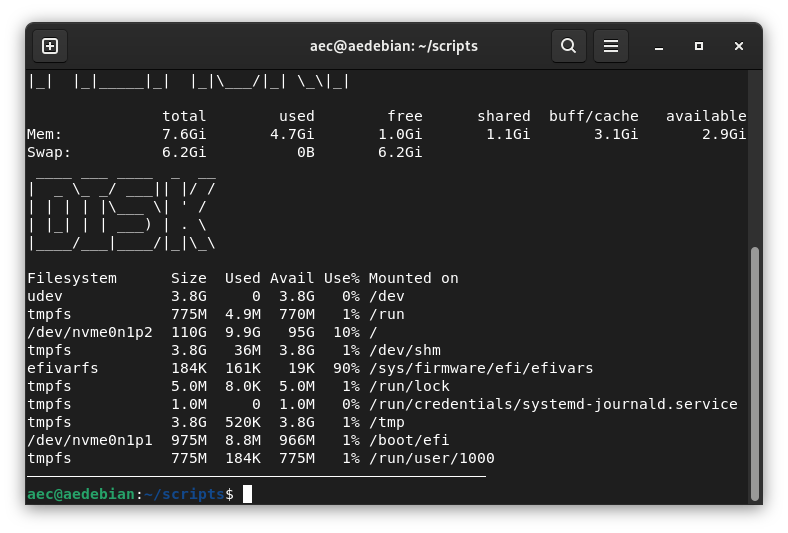 aec@aedebian: ~/scripts
|_|  |_|_____|_|  |_|\___/|_| \_\|_|
               total        used        free      shared  buff/cache   available
Mem:           7.6Gi       4.7Gi       1.0Gi       1.1Gi       3.1Gi       2.9Gi
Swap:          6.2Gi          0B       6.2Gi
 ____ ___ ____  _  __
|  _ \_ _/ ___|| |/ /
| | | | |\___ \| ' /
| |_| | | ___) | . \
|____/___|____/|_|\_\
Filesystem      Size  Used Avail Use% Mounted on
udev            3.8G     0  3.8G   0% /dev
tmpfs           775M  4.9M  770M   1% /run
/dev/nvme0n1p2  110G  9.9G   95G  10% /
tmpfs           3.8G   36M  3.8G   1% /dev/shm
efivarfs        184K  161K   19K  90% /sys/firmware/efi/efivars
tmpfs           5.0M  8.0K  5.0M   1% /run/lock
tmpfs           1.0M     0  1.0M   0% /run/credentials/systemd-journald.service
tmpfs           3.8G  520K  3.8G   1% /tmp
/dev/nvme0n1p1  975M  8.8M  966M   1% /boot/efi
tmpfs           775M  184K  775M   1% /run/user/1000
___________________________________________________
aec@aedebian:~/scripts$